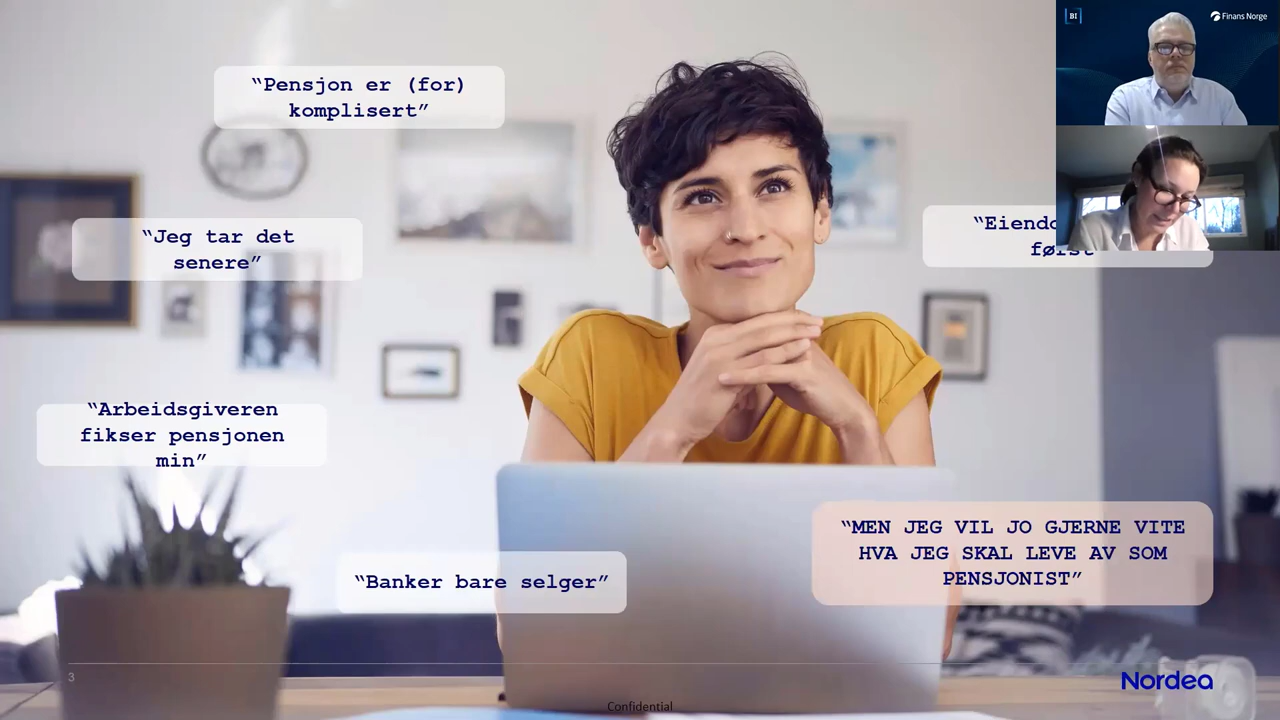 BI
Finans Norge
“Pensjon er (for)
komplisert”
“Jeg tar det
senere”
først
“Arbeidsgiveren
fikser pensjonen
min”
“MEN JEG VIL JO GJERNE VITE
HVA JEG SKAL LEVE AV SOM
PENSJONIST”
“Banker bare selger”
3
Nordea
Confidential